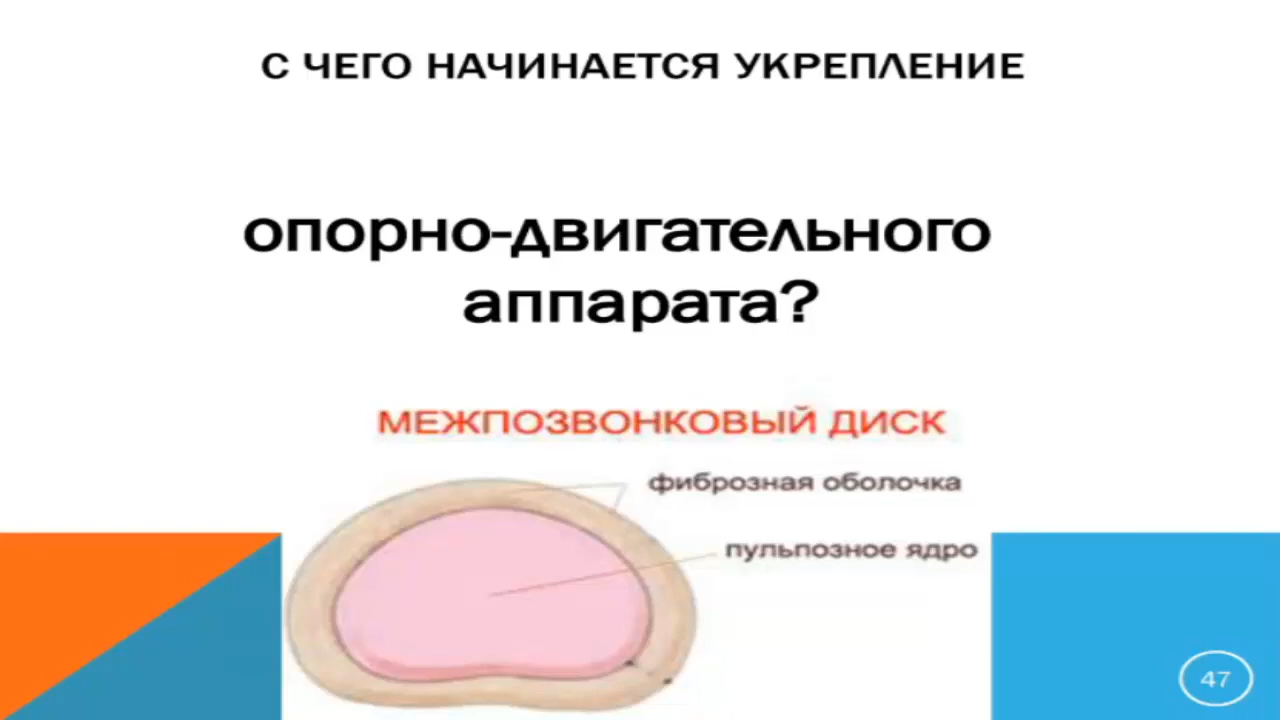 С ЧЕГО НАЧИНАЕТСЯ УКРЕПЛЕНИЕ
опорно-двигательного
аппарата?
МЕЖПОЗВОНКОВЫЙ ДИСК
фиброзная оболочка
пульпозное ядро
47